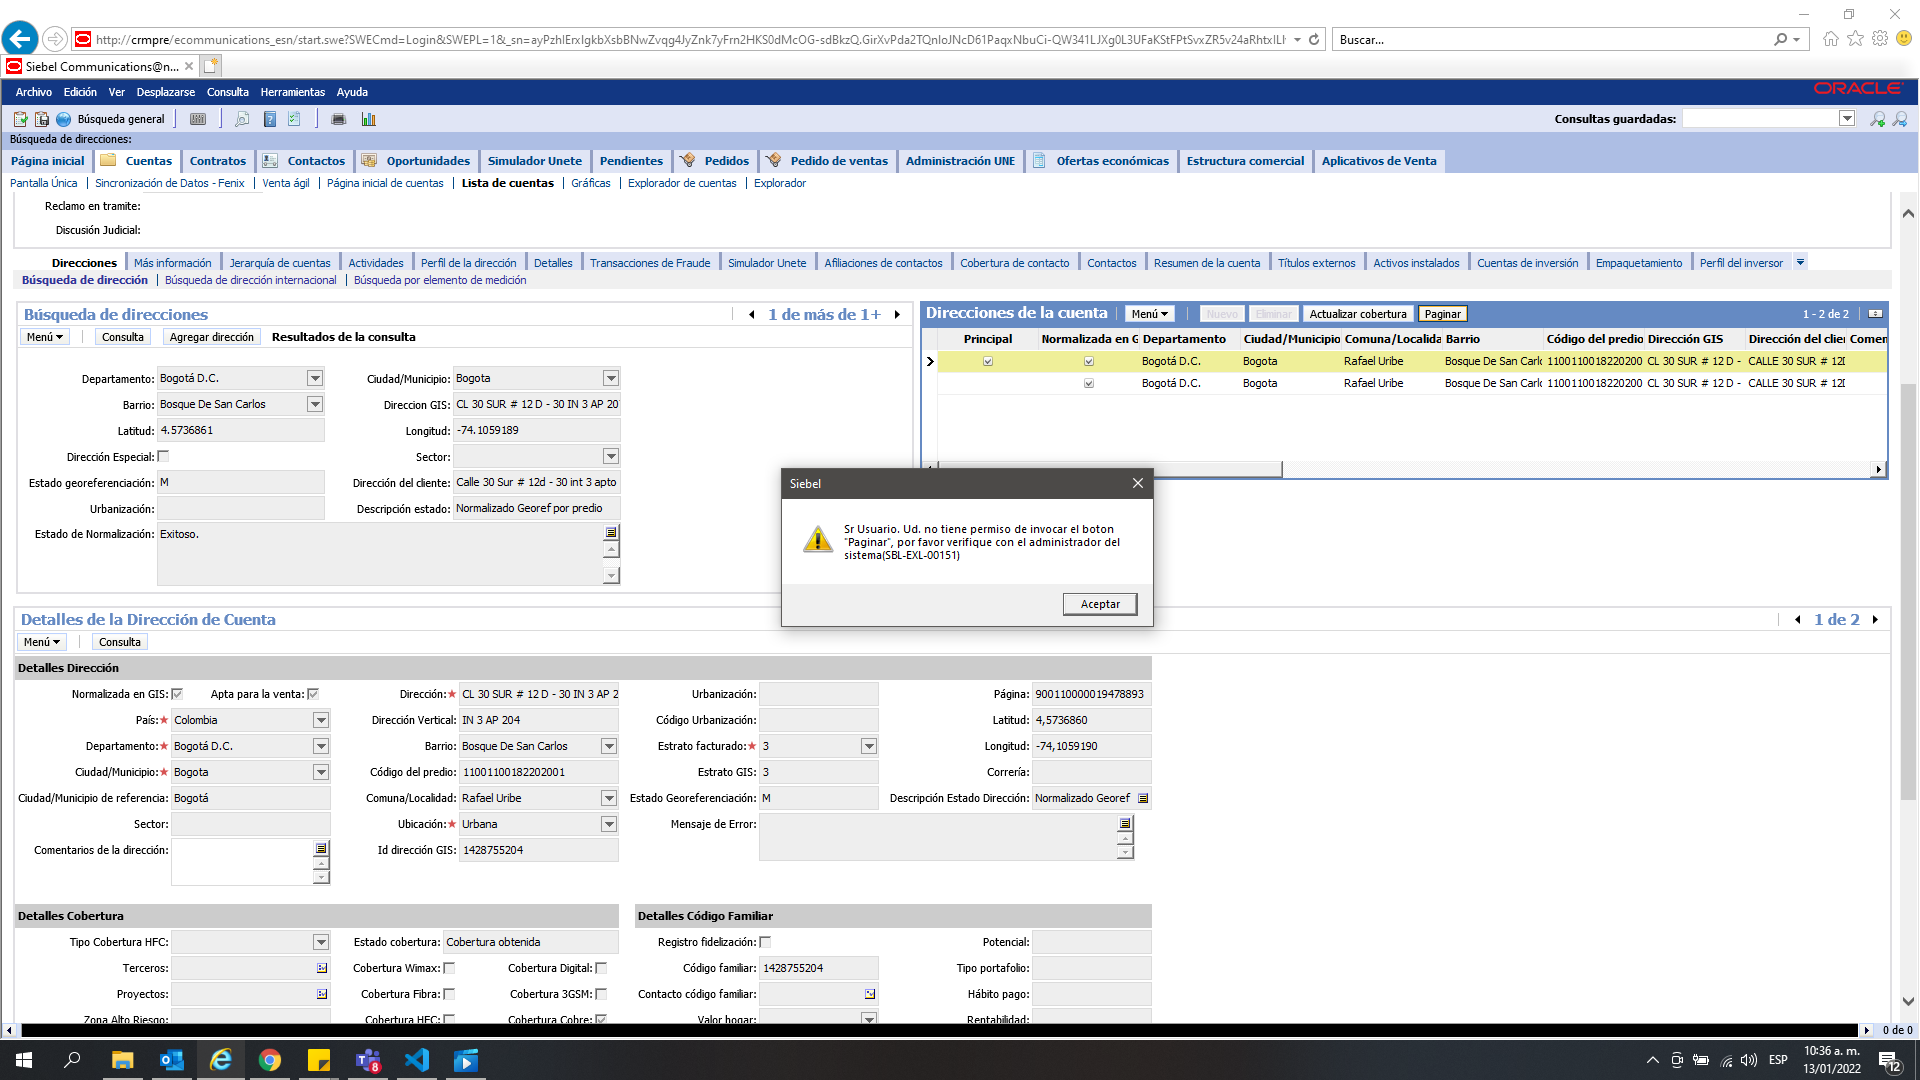 http://crmpre/ecommunications_esn/start.swe?SWECmd=Login&SWEPL=1&_sn=
Buscar...
Siebel Communications@n...
Archivo Edición Ver Desplazarse Consulta Herramientas Ayuda
ORACLE
Búsqueda general
Consultas guardadas:
Búsqueda de direcciones:
Página inicial Cuentas Contratos Contactos Oportunidades Simulador Unete Pendientes Pedidos Pedido de ventas Administración UNE Ofertas económicas Estructura comercial Aplicativos de Venta
Pantalla Única Sincronización de Datos - Fenix Venta ágil Página inicial de cuentas Lista de cuentas Gráficas Explorador de cuentas Explorador
Reclamo en tramite:
Discusión Judicial:
Direcciones Más información Jerarquía de cuentas Actividades Perfil de la dirección Detalles Transacciones de Fraude Simulador Unete Afiliaciones de contactos Cobertura de contacto Contactos Resumen de la cuenta Títulos externos Activos instalados Cuentas de inversión Empaquetamiento Perfil del inversor
Búsqueda de dirección Búsqueda de dirección internacional Búsqueda por elemento de medición
Búsqueda de direcciones 1 de más de 1+
Menú Consulta Agregar dirección Resultados de la consulta
Departamento: Bogotá D.C. Ciudad/Municipio: Bogota
Barrio: Bosque De San Carlos Direccion GIS: CL 30 SUR # 12 D - 30 IN 3 AP 20
Latitud: 4.5736861 Longitud: -74.1059189
Dirección Especial: Sector:
Estado georeferenciación: M Dirección del cliente: Calle 30 Sur # 12d - 30 int 3 apto
Urbanización: Descripción estado: Normalizado Georef por predio
Estado de Normalización: Exitoso.
Direcciones de la cuenta Menú Nuevo Eliminar Actualizar cobertura Paginar 1 - 2 de 2
Principal Normalizada en G Departamento Ciudad/Municipio Comuna/Localida Barrio Código del predio Dirección GIS Dirección del clie Comen
Bogotá D.C. Bogota Rafael Uribe Bosque De San Carl 1100110018220200 CL 30 SUR # 12 D - CALLE 30 SUR # 12D
Bogotá D.C. Bogota Rafael Uribe Bosque De San Carl 1100110018220200 CL 30 SUR # 12 D - CALLE 30 SUR # 12D
Siebel
Sr Usuario. Ud. no tiene permiso de invocar el boton
"Paginar", por favor verifique con el administrador del
sistema(SBL-EXL-00151)
Aceptar
Detalles de la Dirección de Cuenta 1 de 2
Menú Consulta
Detalles Dirección
Normalizada en GIS: Apta para la venta: Dirección:* CL 30 SUR # 12 D - 30 IN 3 AP 2 Urbanización: Página: 900110000019478893
País:* Colombia Dirección Vertical: IN 3 AP 204 Código Urbanización: Latitud: 4,5736860
Departamento:* Bogotá D.C. Barrio: Bosque De San Carlos Estrato facturado:* 3 Longitud: -74,1059190
Ciudad/Municipio:* Bogota Código del predio: 11001100182202001 Estrato GIS: 3 Correría:
Ciudad/Municipio de referencia: Bogotá Comuna/Localidad: Rafael Uribe Estado Georeferenciación: M Descripción Estado Dirección: Normalizado Georef
Sector: Ubicación:* Urbana Mensaje de Error:
Comentarios de la dirección: Id dirección GIS: 1428755204
Detalles Cobertura Detalles Código Familiar
Tipo Cobertura HFC: Estado cobertura: Cobertura obtenida Registro fidelización: Potencial:
Terceros: Cobertura Wimax: Cobertura Digital: Código familiar: 1428755204 Tipo portafolio:
Proyectos: Cobertura Fibra: Cobertura 3GSM: Contacto código familiar: Hábito pago:
Zona Alto Riesgo: Cobertura HFC: Cobertura Cobre: Valor hogar: Rentabilidad:
0 de 0
8
ESP
10:36 a. m.
13/01/2022
12